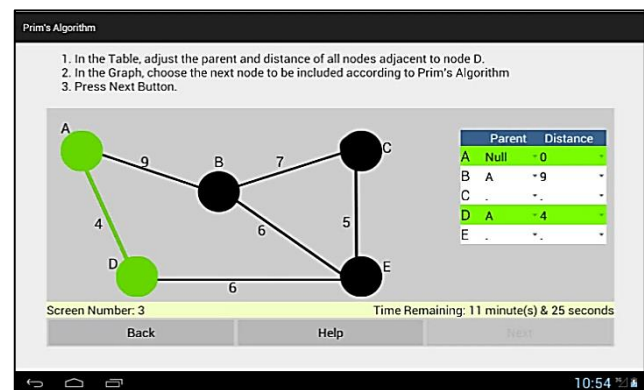 Prim's Algorithm
1. In the Table, adjust the parent and distance of all nodes adjacent to node D.
2. In the Graph, choose the next node to be included according to Prim's Algorithm
3. Press Next Button.
A
9
B
7
C
4
6
5
D
6
E
Parent Distance
A Null 0
B A 9
C . .
D A 4
E . .
Screen Number: 3 Time Remaining: 11 minute(s) & 25 seconds
Back Help Next
10:54